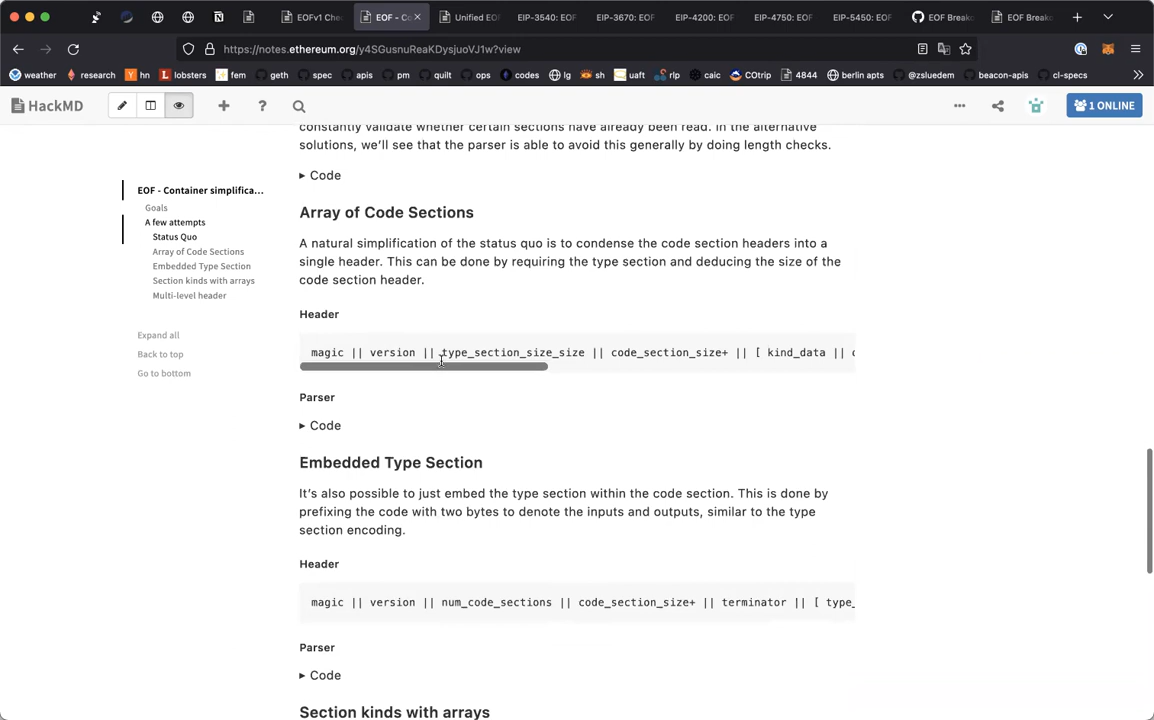 EOFv1 Chec
EOF - Co
Unified EO
EIP-3540: EOF
EIP-3670: EOF
EIP-4200: EOF
EIP-4750: EOF
EIP-5450: EOF
EOF Break
EOF Break
https://notes.ethereum.org/y4SGusnuReaKDysjuoVJ1w?view
weather research hn lobsters fem geth spec apis pm quilt ops codes lg sh uaft rlp caic COtrip 4844 berlin apts @zsluedem beacon-apis cl-specs
HackMD
1 ONLINE
constantly validate whether certain sections have already been read. In the alternative
solutions, we'll see that the parser is able to avoid this generally by doing length checks.
▸ Code
EOF - Container simplifica...
Goals
A few attempts
Status Quo
Array of Code Sections
Embedded Type Section
Section kinds with arrays
Multi-level header
Expand all
Back to top
Go to bottom
Array of Code Sections
A natural simplification of the status quo is to condense the code section headers into a
single header. This can be done by requiring the type section and deducing the size of the
code section header.
Header
magic || version || type_section_size_size || code_section_size+ || [ kind_data || c
Parser
▸ Code
Embedded Type Section
It's also possible to just embed the type section within the code section. This is done by
prefixing the code with two bytes to denote the inputs and outputs, similar to the type
section encoding.
Header
magic || version || num_code_sections || code_section_size+ || terminator || [ type_
Parser
▸ Code
Section kinds with arrays